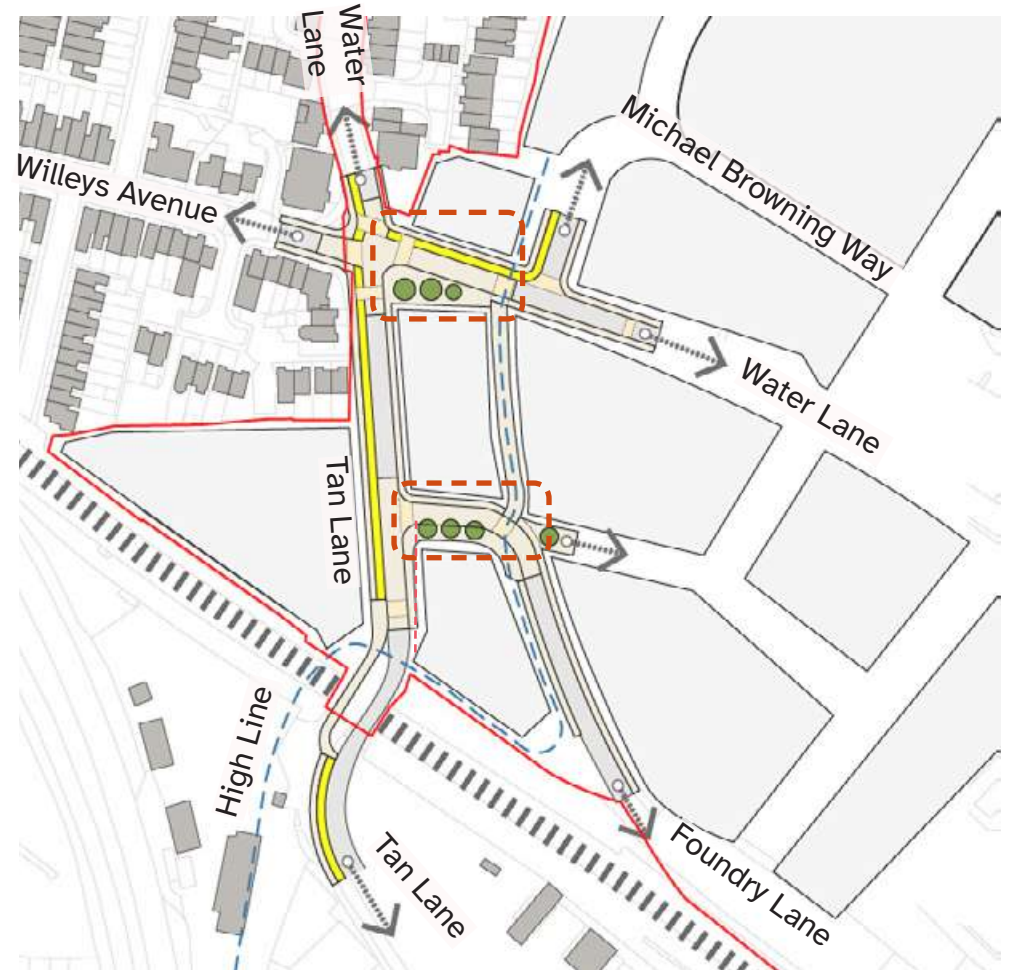 Water
Lane
Michael Browning Way
Willeys Avenue
Water Lane
Tan Lane
High Line
Tan Lane
Foundry Lane